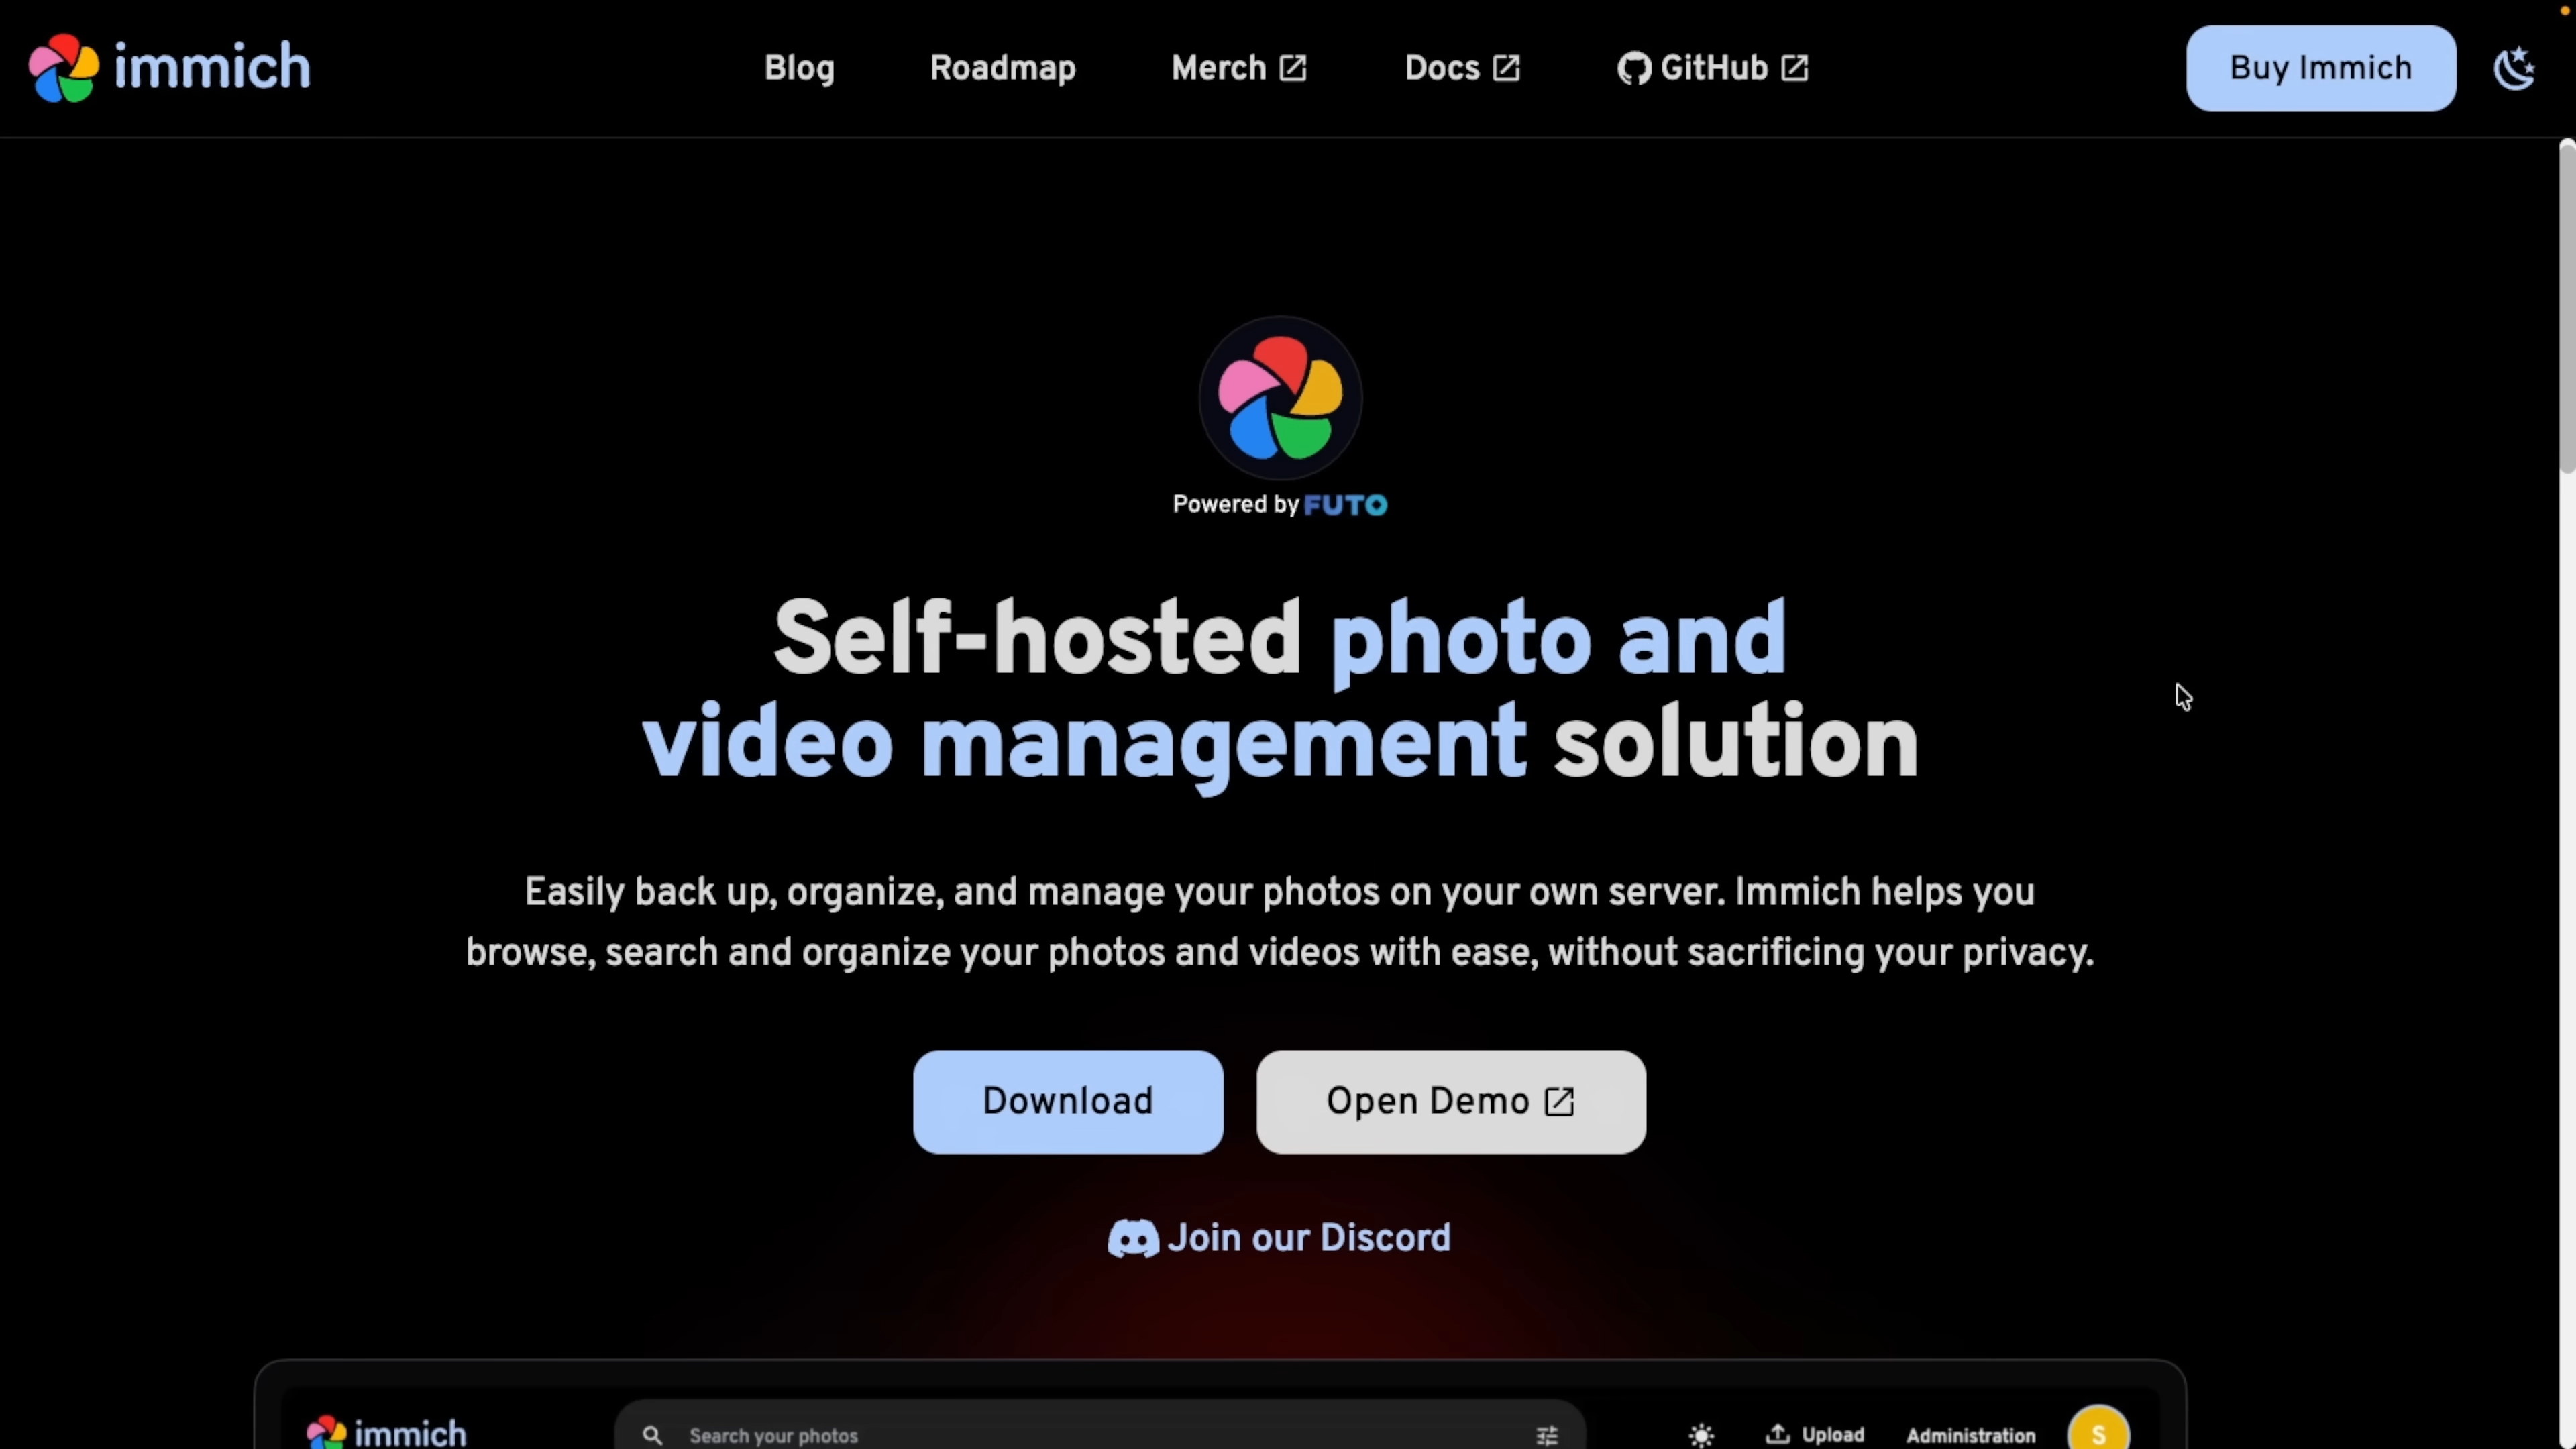 immich
Blog
Roadmap
Merch
Docs
GitHub
Buy Immich
Powered by FUTO
Self-hosted photo and
video management solution
Easily back up, organize, and manage your photos on your own server. Immich helps you
browse, search and organize your photos and videos with ease, without sacrificing your privacy.
Download
Open Demo
Join our Discord
immich
Search your photos
Upload
Administration
S